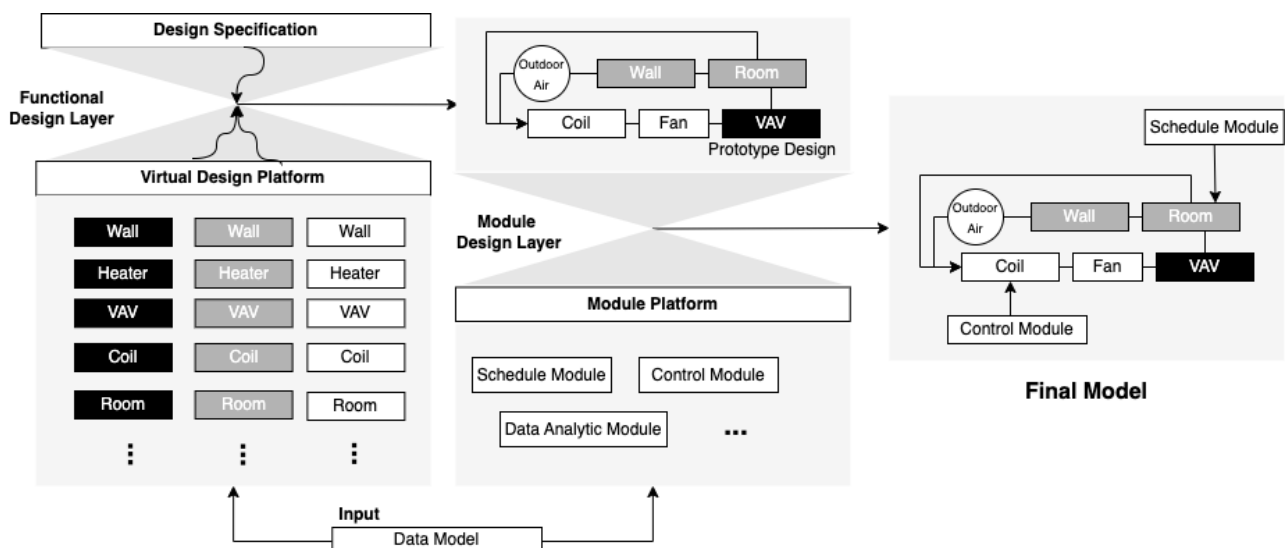 Design Specification
Functional
Design Layer
Virtual Design Platform
Wall
Wall
Wall
Heater
Heater
Heater
VAV
VAV
VAV
Coil
Coil
Coil
Room
Room
Room
Input
Data Model
Outdoor
Air
Wall
Room
Coil
Fan
VAV
Prototype Design
Module
Design Layer
Module Platform
Schedule Module
Control Module
Data Analytic Module
...
Schedule Module
Outdoor
Air
Wall
Room
Coil
Fan
VAV
Control Module
Final Model